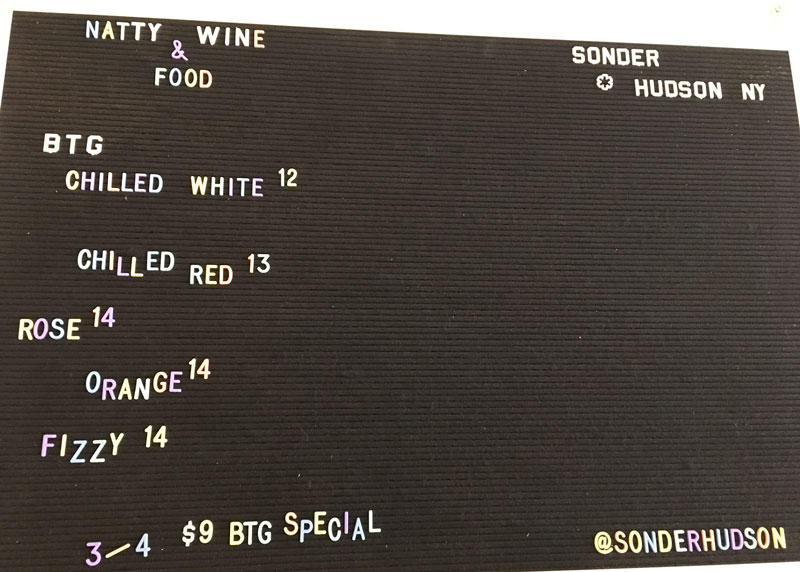 NATTY & WINE
FOOD
SONDER
HUDSON NY
BTG
CHILLED WHITE 12
CHILLED RED 13
ROSE 14
ORANGE 14
FIZZY 14
3-4 $9 BTG SPECIAL
@SONDERHUDSON